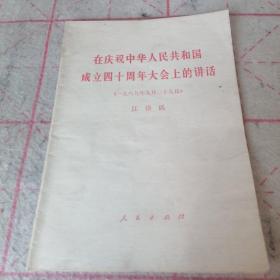 在庆祝中华人民共和国
成立四十周年大会上的讲话
(一九八九年九月二十九日)
江泽民
人民出版社